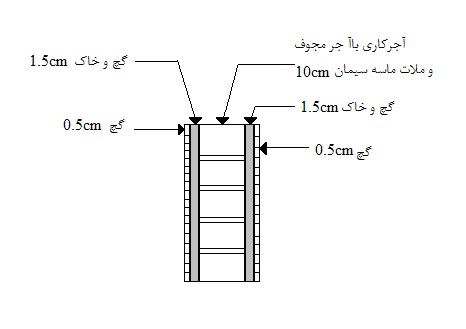 آجرکاری باآ جر مجوف
و ملات ماسه سیمان 10cm
گچ و خاک 1.5cm
گچ و خاک 1.5cm
گچ 0.5cm
گچ 0.5cm